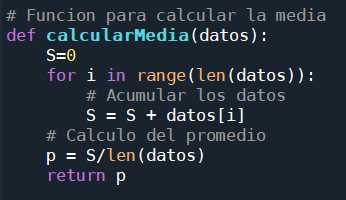 # Funcion para calcular la media
def calcularMedia(datos):
    S=0
    for i in range(len(datos)):
        # Acumular los datos
        S = S + datos[i]
    # Calculo del promedio
    p = S/len(datos)
    return p